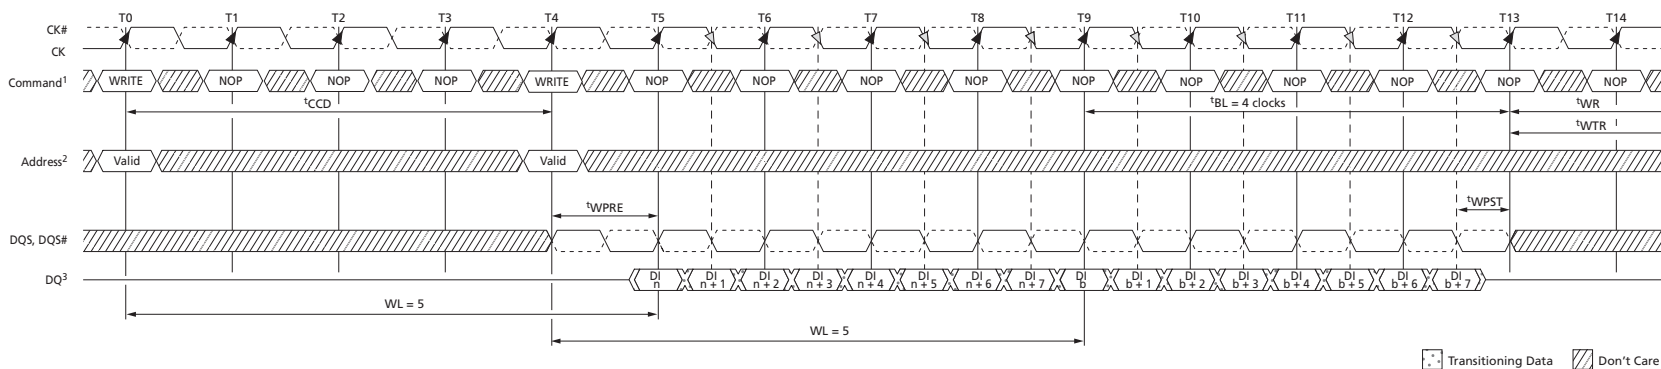 T0 T1 T2 T3 T4 T5 T6 T7 T8 T9 T10 T11 T12 T13 T14
CK#
CK
Command1 WRITE NOP NOP NOP WRITE NOP NOP NOP NOP NOP NOP NOP NOP NOP NOP
tCCD tBL = 4 clocks tWR
tWTR
Address2 Valid Valid
tWPRE tWPST
DQS, DQS#
DQ3 DI n DI n + 1 DI n + 2 DI n + 3 DI n + 4 DI n + 5 DI n + 6 DI n + 7 DI b DI b + 1 DI b + 2 DI b + 3 DI b + 4 DI b + 5 DI b + 6 DI b + 7
WL = 5
WL = 5
Transitioning Data Don't Care